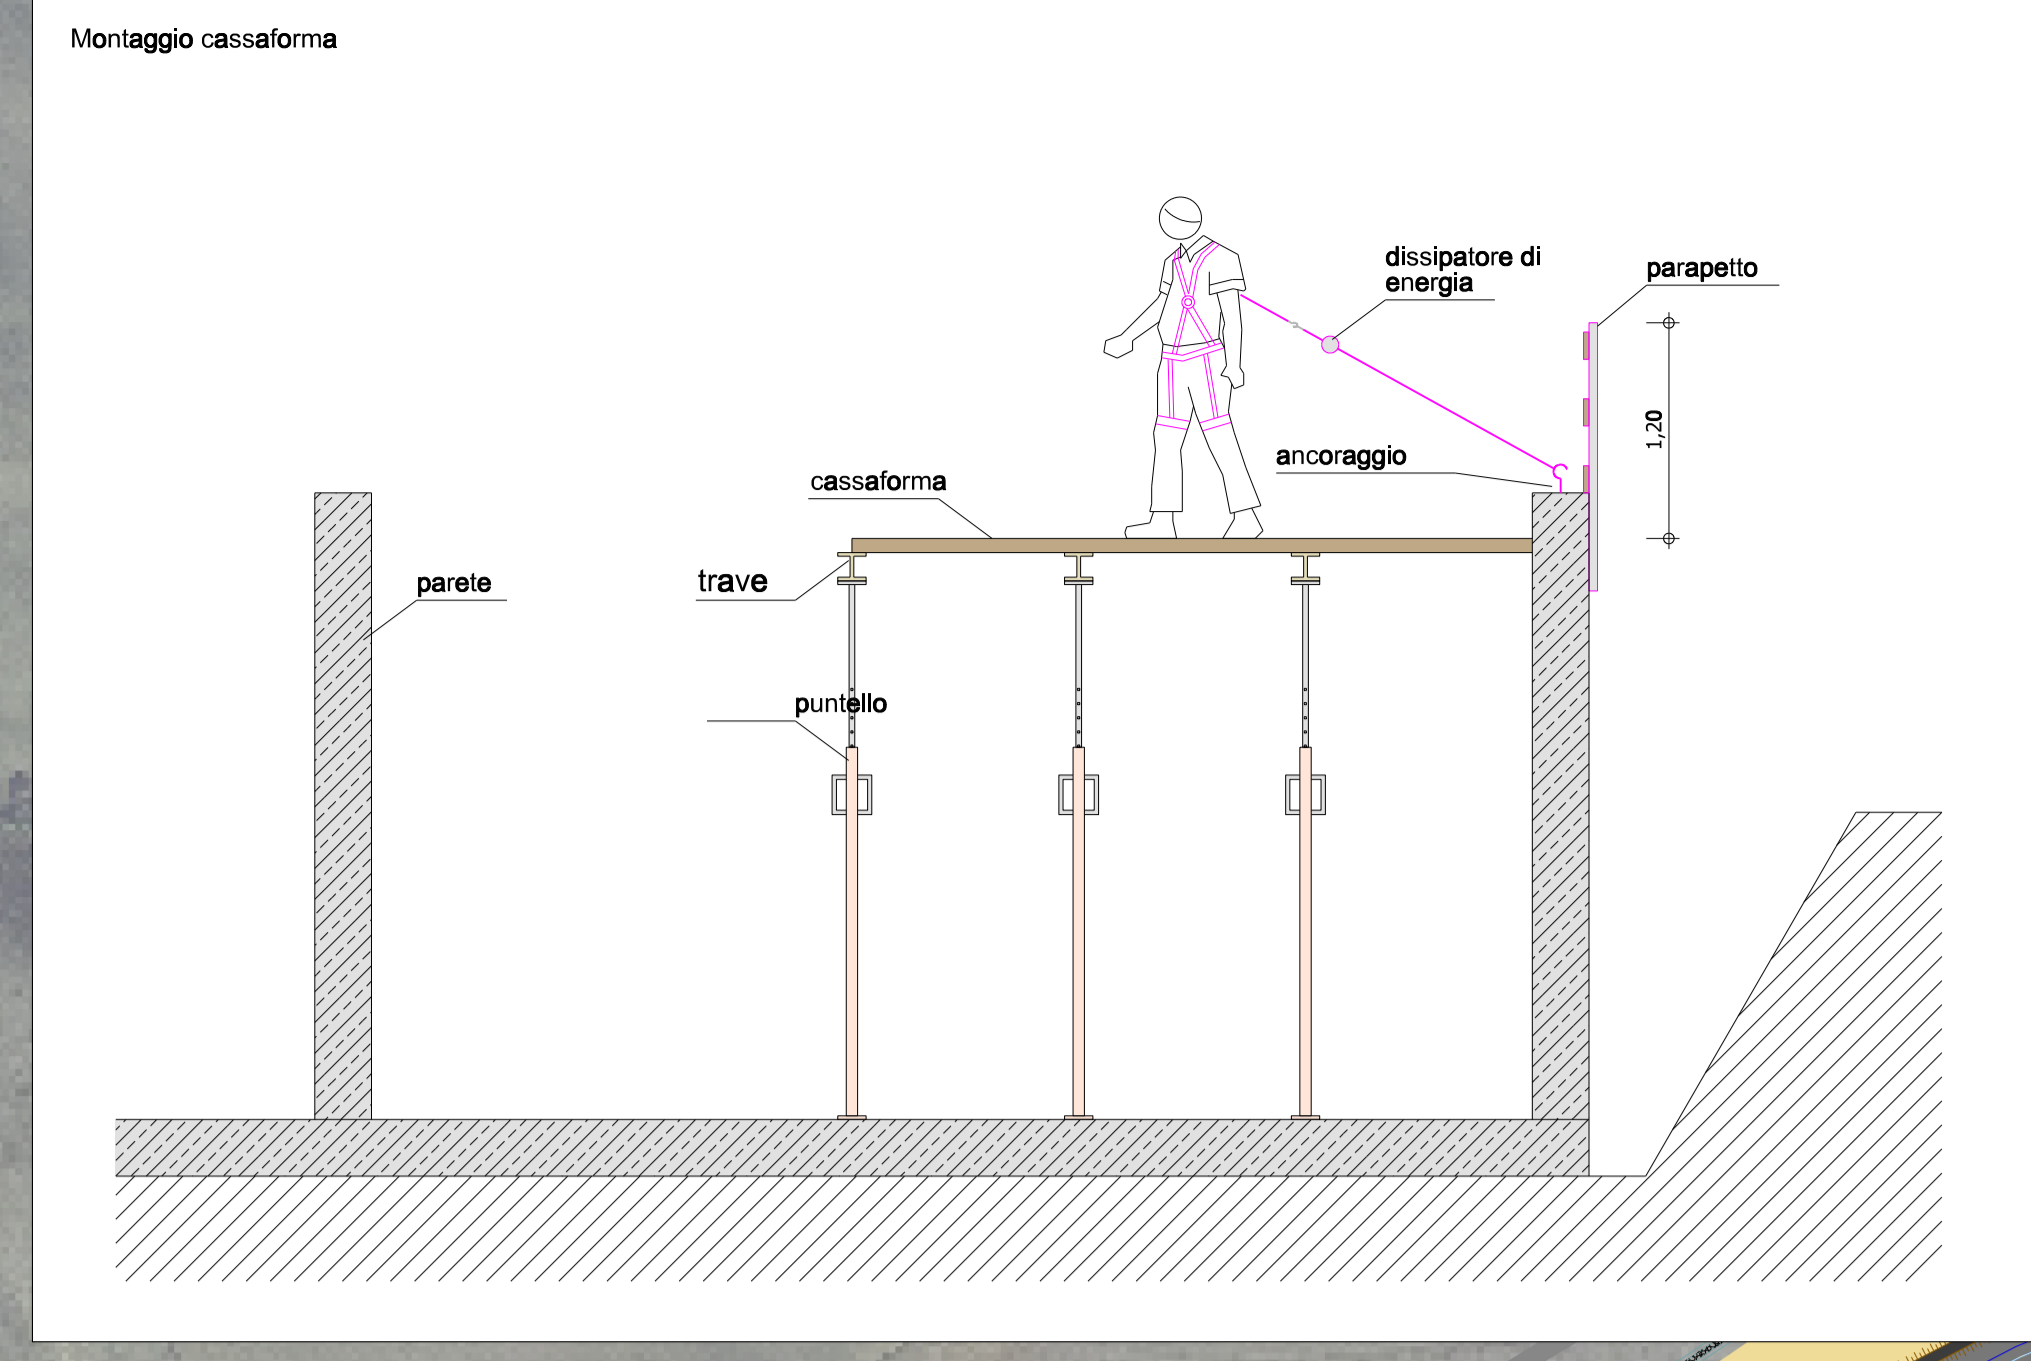 Montaggio cassaforma
dissipatore di
energia
parapetto
1,20
ancoraggio
cassaforma
trave
parete
puntello